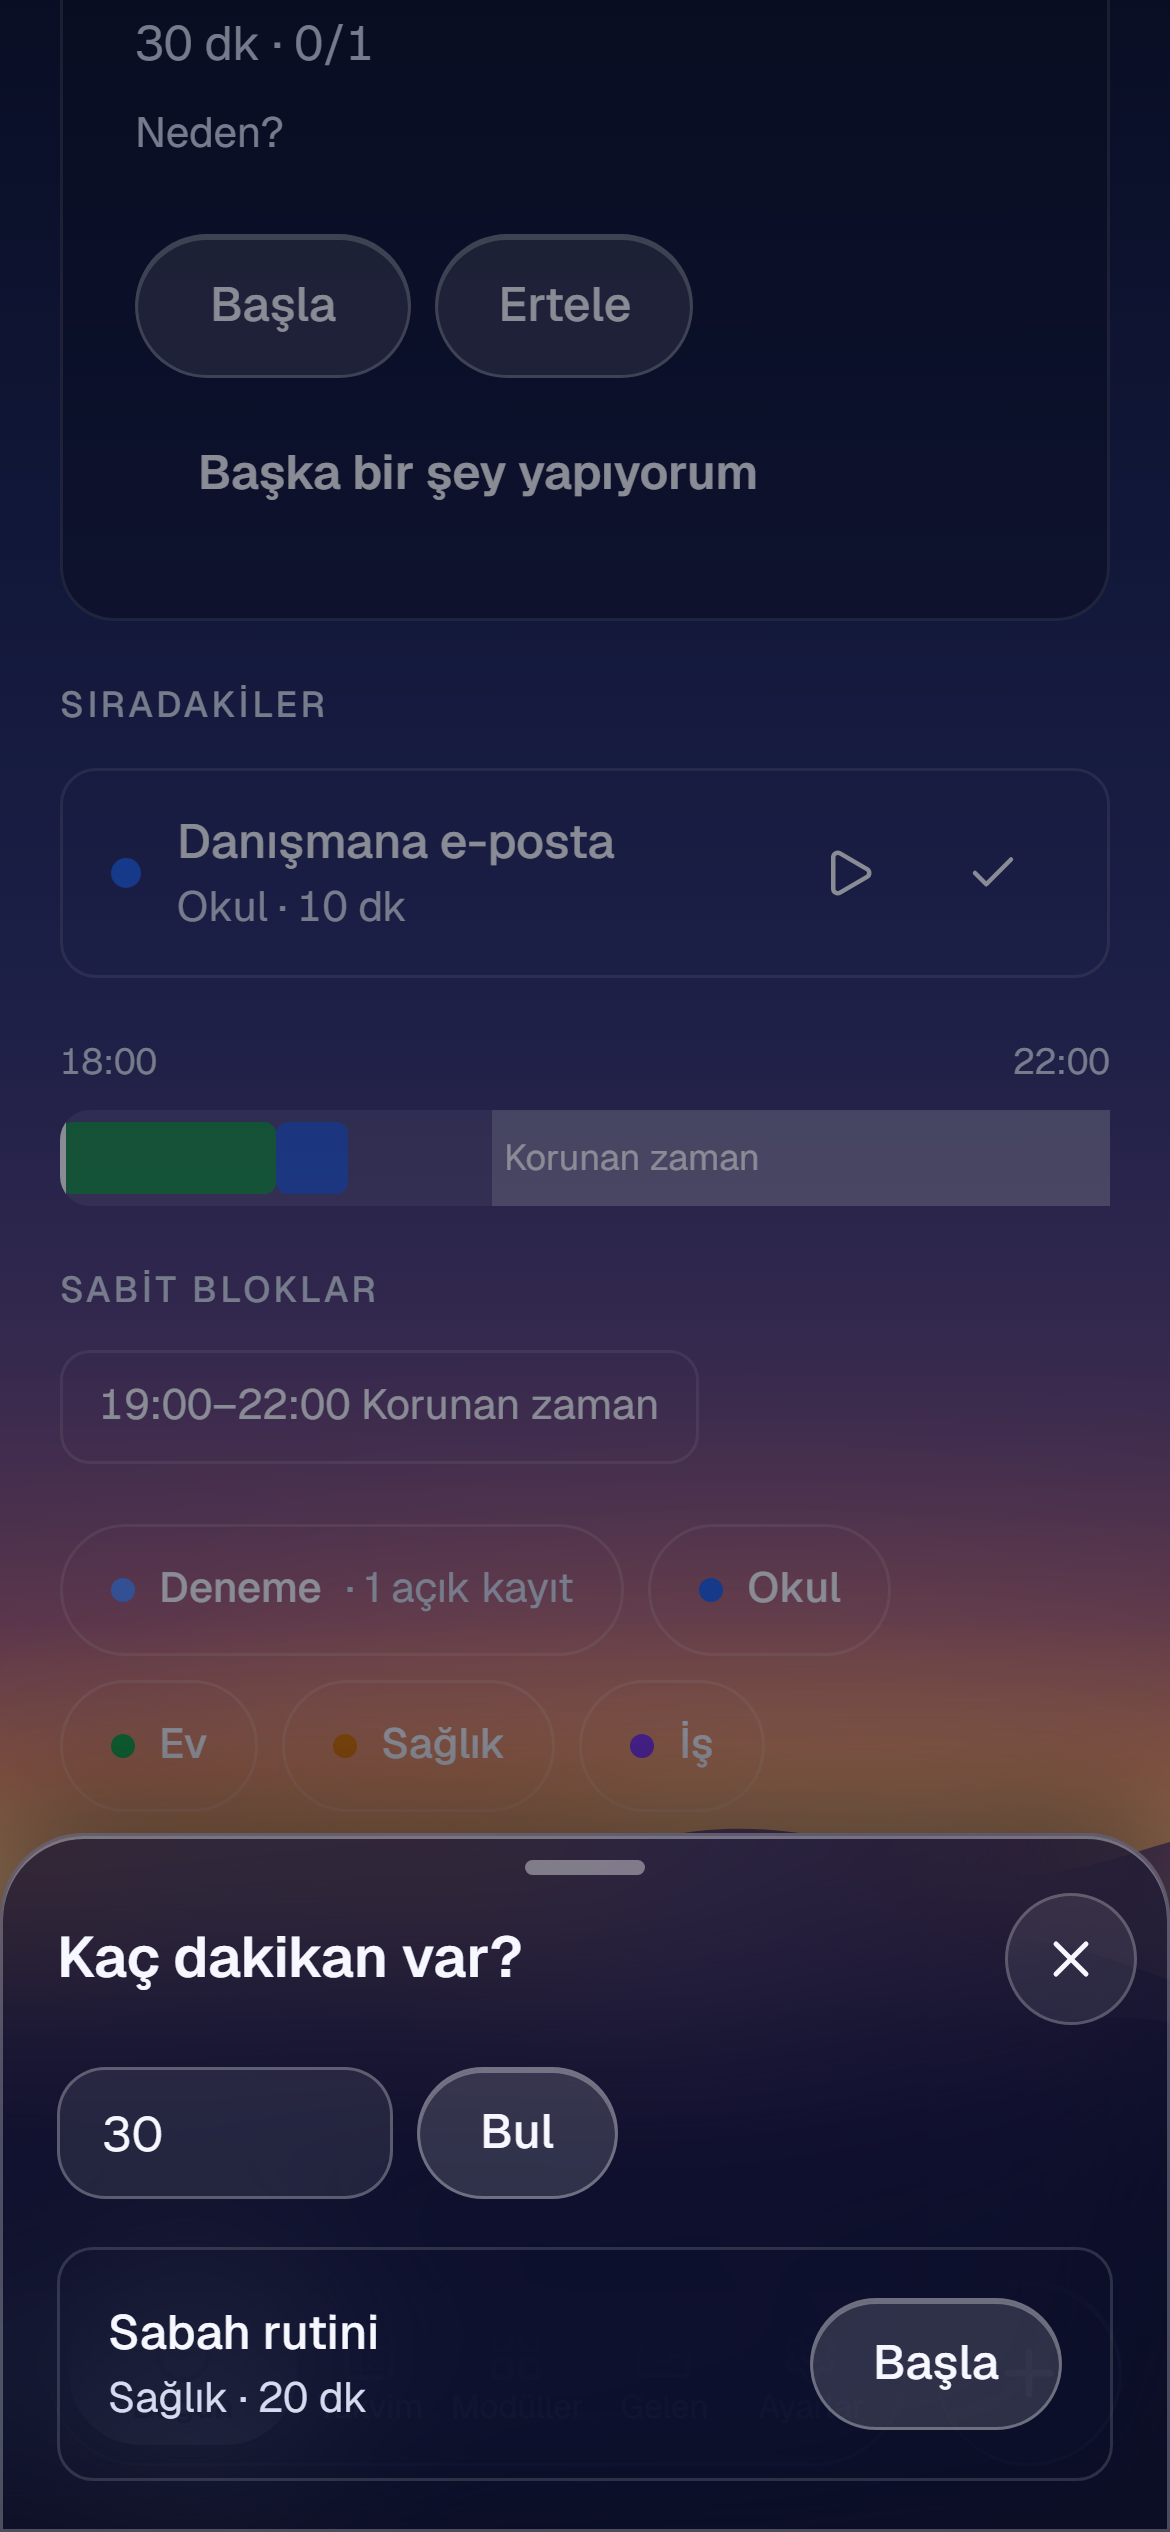 30 dk · 0/1
Neden?
Başla
Ertele
Başka bir şey yapıyorum
SIRADAKİLER
Danışmana e-posta
Okul · 10 dk
18:00
22:00
Korunan zaman
SABİT BLOKLAR
19:00–22:00 Korunan zaman
Deneme · 1 açık kayıt
Okul
Ev
Sağlık
İş
Kaç dakikan var?
30
Bul
Sabah rutini
Sağlık · 20 dk
Başla
Modüller
Gelen